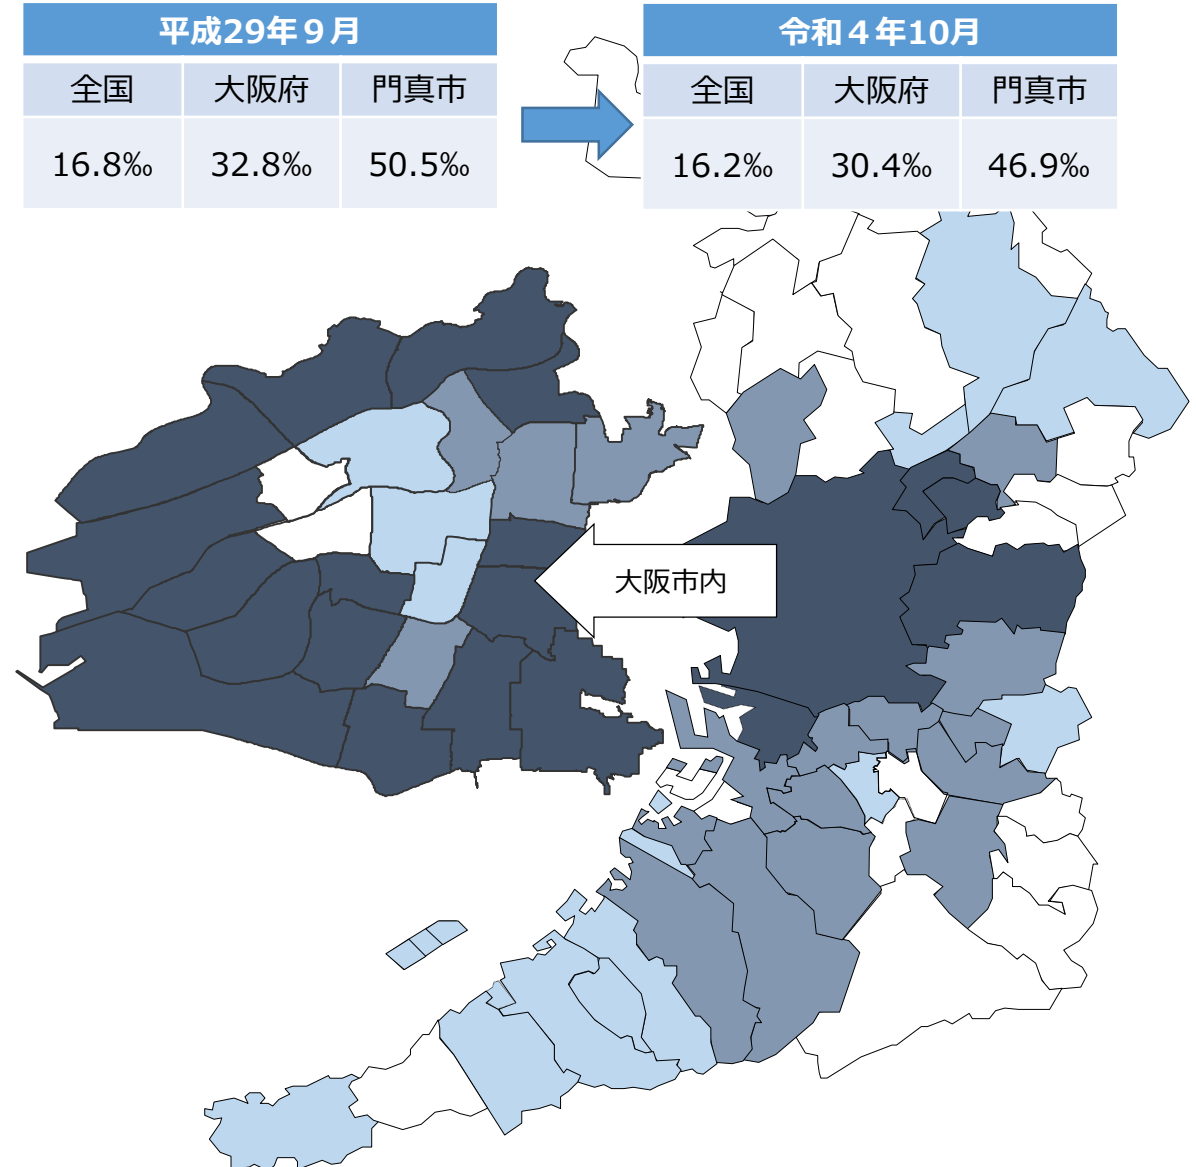 平成29年９月
全国 大阪府 門真市
16.8‰ 32.8‰ 50.5‰
令和４年10月
全国 大阪府 門真市
16.2‰ 30.4‰ 46.9‰
大阪市内